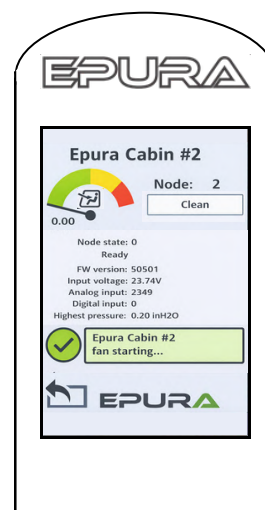 EPURA
Epura Cabin #2
Node: 2
0.00
Clean
Node state: 0
Ready
FW version: 50501
Input voltage: 23.74V
Analog input: 2349
Digital input: 0
Highest pressure: 0.20 inH2O
Epura Cabin #2
fan starting...
EPURA